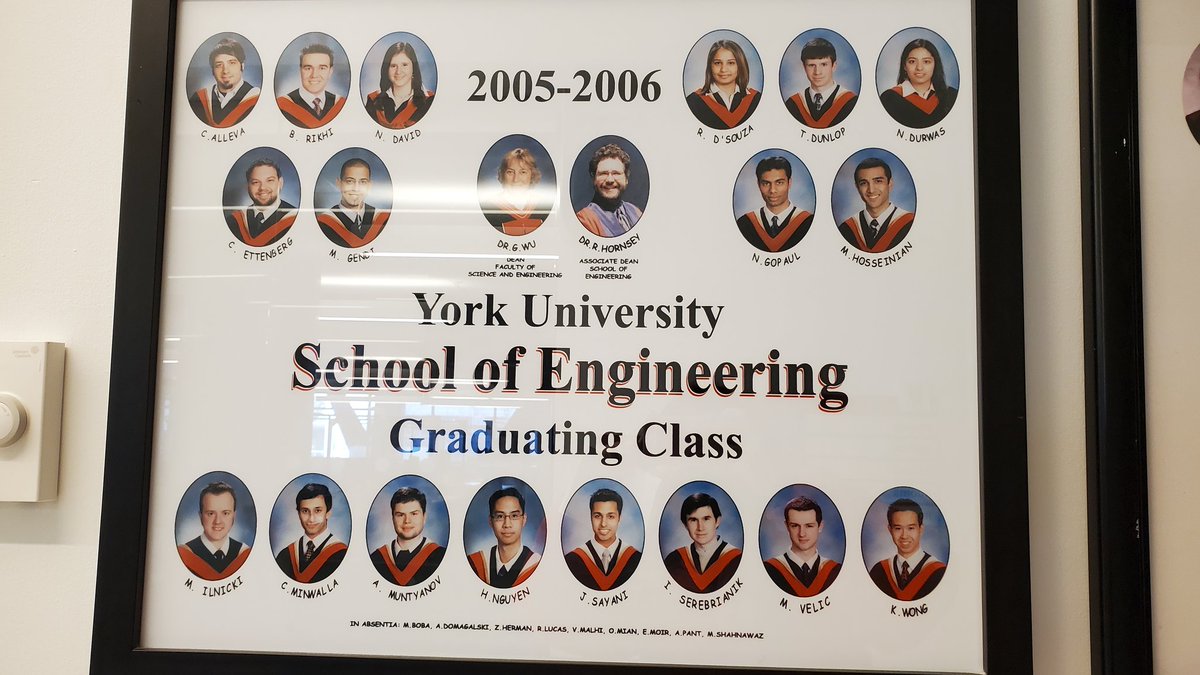 2005-2006
C. ALLEVA
B. RIKHI
N. DAVID
R. D'SOUZA
T. DUNLOP
N. DURWAS
C. ETTENBERG
M. GENDI
DR. G. WU
DEAN
FACULTY OF
SCIENCE AND ENGINEERING
DR. R. HORNSEY
ASSOCIATE DEAN
SCHOOL OF
ENGINEERING
N. GOPAUL
M. HOSSEINIAN
York University
School of Engineering
Graduating Class
M. ILNICKI
C. MINWALLA
A. MUNTYANOV
H. NGUYEN
J. SAYANI
I. SEREBRIANIK
M. VELIC
K. WONG
IN ABSENTIA: M.BOBA, A.DOMAGALSKI, Z.HERMAN, R.LUCAS, V.MALHI, O.MIAN, E.MOIR, A.PANT, M.SHAHNAWAZ